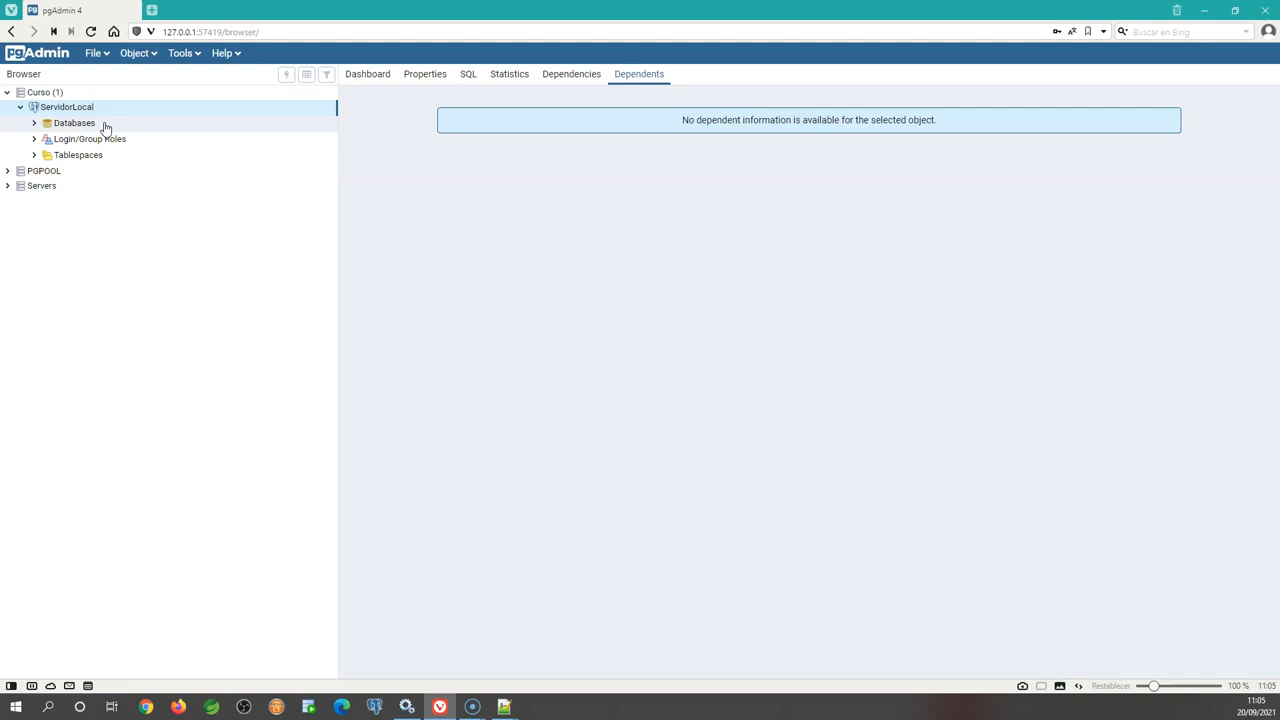 pgAdmin 4
127.0.0.1:57419/browser/
Buscar en Bing
pgAdmin
File
Object
Tools
Help
Browser
Dashboard
Properties
SQL
Statistics
Dependencies
Dependents
Curso (1)
ServidorLocal
Databases
Login/Group Roles
Tablespaces
PGPOOL
Servers
No dependent information is available for the selected object.
Restablecer
100 %
11:05
11:05
20/09/2021